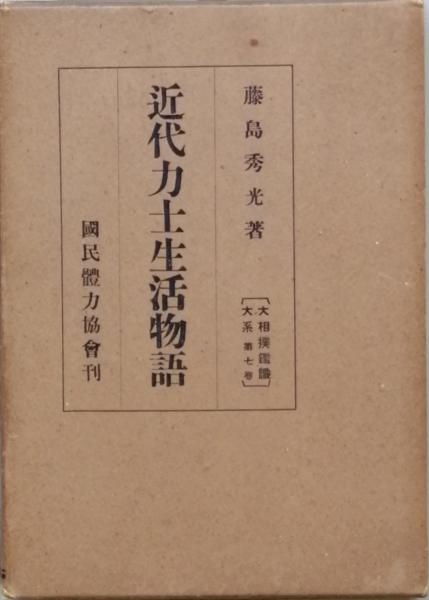 藤島秀光著
[大相撲鑑識
大系 第七卷]
近代力士生活物語
國民體力協會刊